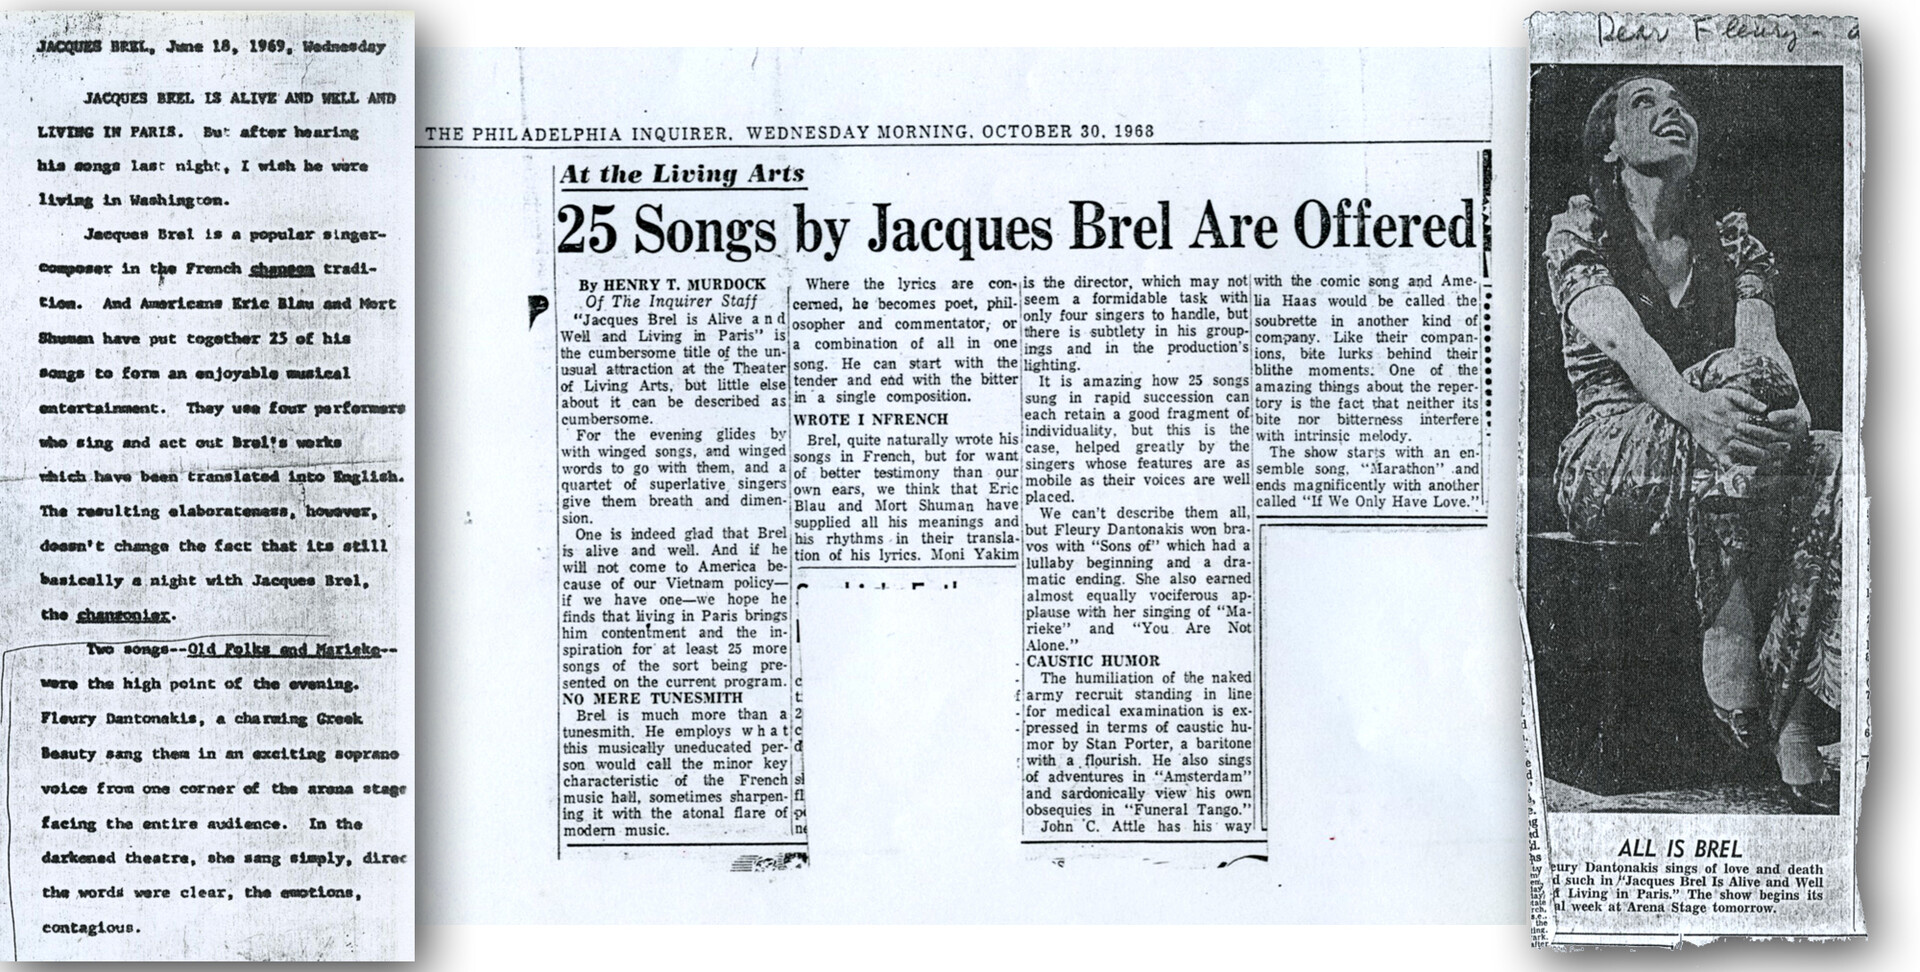 JACQUES BREL, June 18, 1969, Wednesday
JACQUES BREL IS ALIVE AND WELL AND
LIVING IN PARIS. But after hearing
his songs last night, I wish he were
living in Washington.
Jacques Brel is a popular singer-
composer in the French chanson tradi-
tion. And Americans Eric Blau and Mort
Shuman have put together 25 of his
songs to form an enjoyable musical
entertainment. They use four performers
who sing and act out Brel's works
which have been translated into English.
The resulting elaborateness, however,
doesn't change the fact that its still
basically a night with Jacques Brel,
the chansonier.
Two songs--Old Folks and Marieke--
were the high point of the evening.
Fleury Dantonakis, a charming Greek
Beauty sang them in an exciting soprano
voice from one corner of the arena stage
facing the entire audience. In the
darkened theatre, she sang simply, direc
the words were clear, the emotions,
contagious.
THE PHILADELPHIA INQUIRER, WEDNESDAY MORNING, OCTOBER 30, 1968
At the Living Arts
25 Songs by Jacques Brel Are Offered
By HENRY T. MURDOCK
Of The Inquirer Staff
"Jacques Brel is Alive and
Well and Living in Paris" is
the cumbersome title of the un-
usual attraction at the Theater
of Living Arts, but little else
about it can be described as
cumbersome.
For the evening glides by
with winged songs, and winged
words to go with them, and a
quartet of superlative singers
give them breath and dimen-
sion.
One is indeed glad that Brel
is alive and well. And if he
will not come to America be-
cause of our Vietnam policy—
if we have one—we hope he
finds that living in Paris brings
him contentment and the in-
spiration for at least 25 more
songs of the sort being pre-
sented on the current program.
NO MERE TUNESMITH
Brel is much more than a
tunesmith. He employs what
this musically uneducated per-
son would call the minor key
characteristic of the French
music hall, sometimes sharpen-
ing it with the atonal flare of
modern music.
Where the lyrics are con-
cerned, he becomes poet, phil-
osopher and commentator, or
a combination of all in one
song. He can start with the
tender and end with the bitter
in a single composition.
WROTE I NFRENCH
Brel, quite naturally wrote his
songs in French, but for want
of better testimony than our
own ears, we think that Eric
Blau and Mort Shuman have
supplied all his meanings and
his rhythms in their transla-
tion of his lyrics. Moni Yakim
is the director, which may not
seem a formidable task with
only four singers to handle, but
there is subtlety in his group-
ings and in the production's
lighting.
It is amazing how 25 songs
sung in rapid succession can
each retain a good fragment of
individuality, but this is the
case, helped greatly by the
singers whose features are as
mobile as their voices are well
placed.
We can't describe them all,
but Fleury Dantonakis won bra-
vos with "Sons of" which had a
lullaby beginning and a dra-
matic ending. She also earned
almost equally vociferous ap-
plause with her singing of "Ma-
rieke" and "You Are Not
Alone."
CAUSTIC HUMOR
The humiliation of the naked
army recruit standing in line
for medical examination is ex-
pressed in terms of caustic hu-
mor by Stan Porter, a baritone
with a flourish. He also sings
of adventures in "Amsterdam"
and sardonically view his own
obsequies in "Funeral Tango."
John C. Attle has his way
with the comic song and Ame-
lia Haas would be called the
soubrette in another kind of
company. Like their compan-
ions, bite lurks behind their
blithe moments. One of the
amazing things about the reper-
tory is the fact that neither its
bite nor bitterness interfere
with intrinsic melody.
The show starts with an en-
semble song, "Marathon" and
ends magnificently with another
called "If We Only Have Love."
Dear Fleury - a
ALL IS BREL
eury Dantonakis sings of love and death
d such in "Jacques Brel Is Alive and Well
Living in Paris." The show begins its
al week at Arena Stage tomorrow.